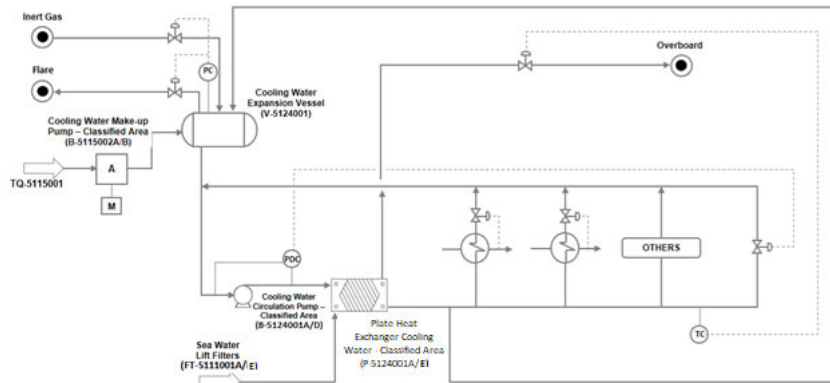 Inert Gas
Flare
PC
Overboard
Cooling Water
Expansion Vessel
(V-5124001)
Cooling Water Make-up
Pump – Classified Area
(B-5115002A/B)
A
TQ-5115001
M
PDC
OTHERS
Cooling Water
Circulation Pump –
Classified Area
(B-5124001A/D)
Plate Heat
Exchanger Cooling
Water - Classified Area
(P-5124001A/E)
TC
Sea Water
Lift Filters
(FT-5111001A/E)